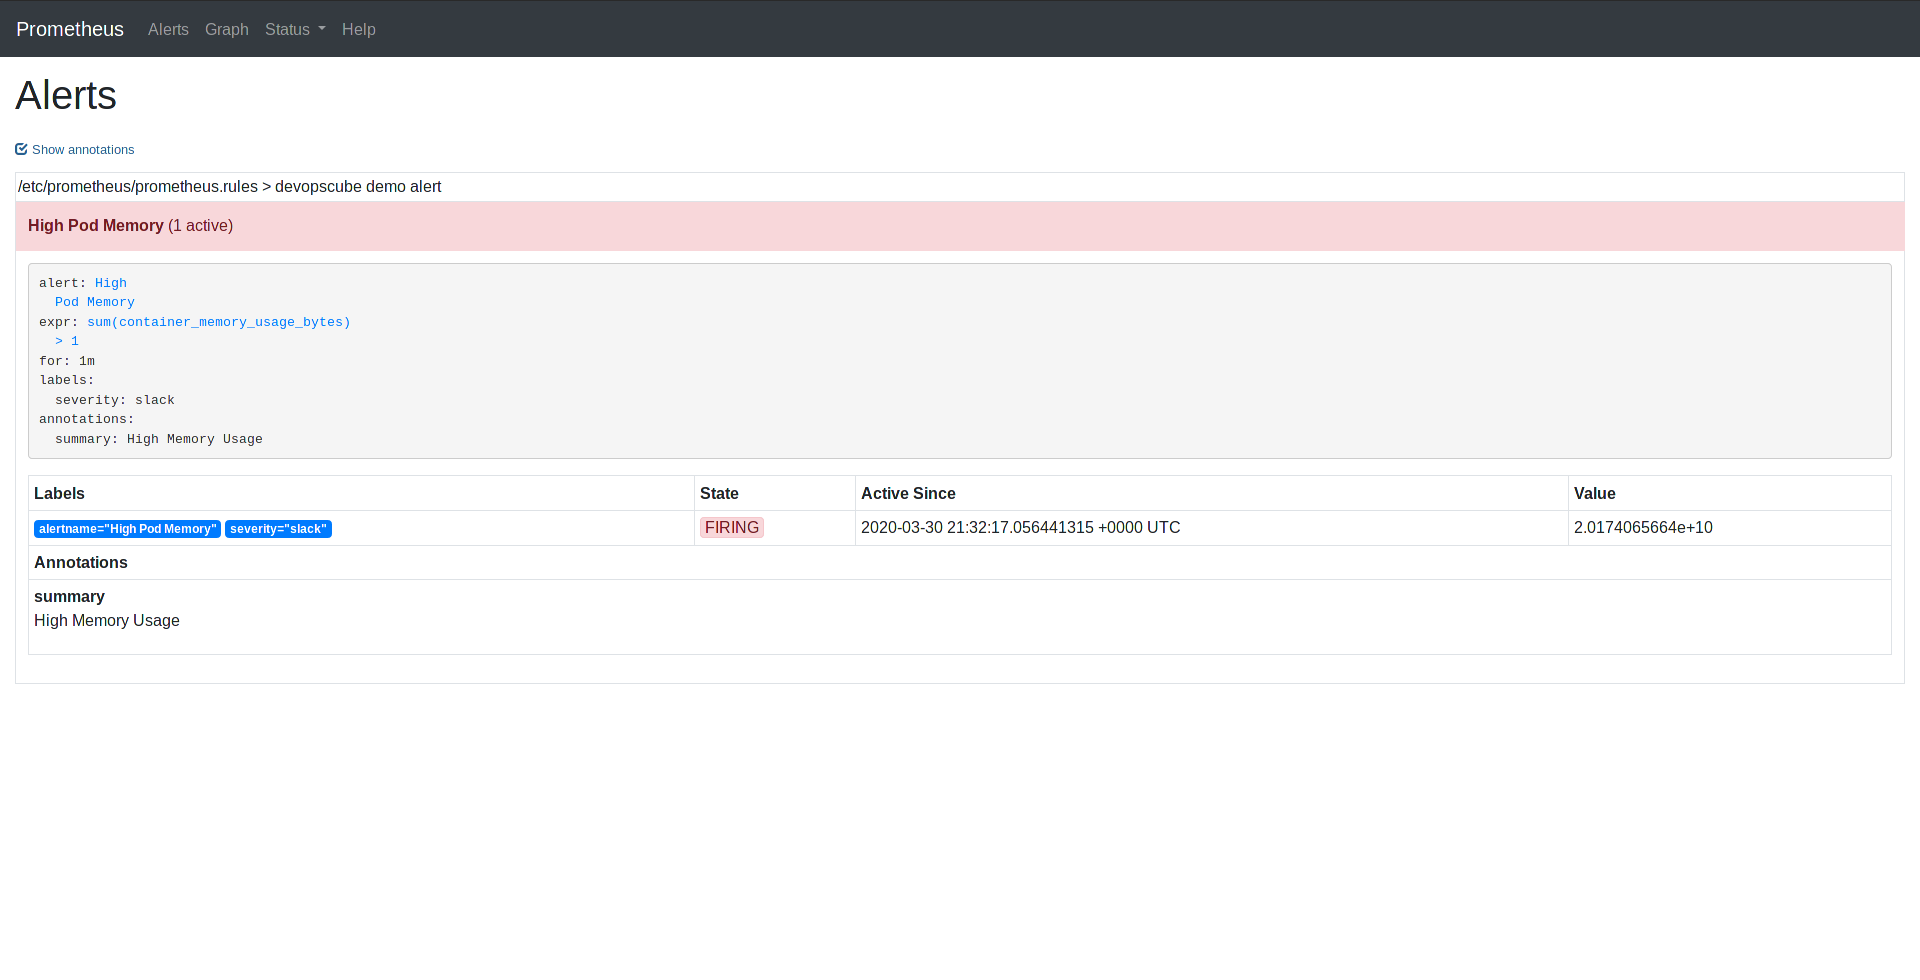 Prometheus Alerts Graph Status Help
Alerts
Show annotations
/etc/prometheus/prometheus.rules > devopscube demo alert
High Pod Memory (1 active)
alert: High
  Pod Memory
expr: sum(container_memory_usage_bytes)
  > 1
for: 1m
labels:
  severity: slack
annotations:
  summary: High Memory Usage
Labels State Active Since Value
alertname="High Pod Memory" severity="slack" FIRING 2020-03-30 21:32:17.056441315 +0000 UTC 2.0174065664e+10
Annotations
summary
High Memory Usage